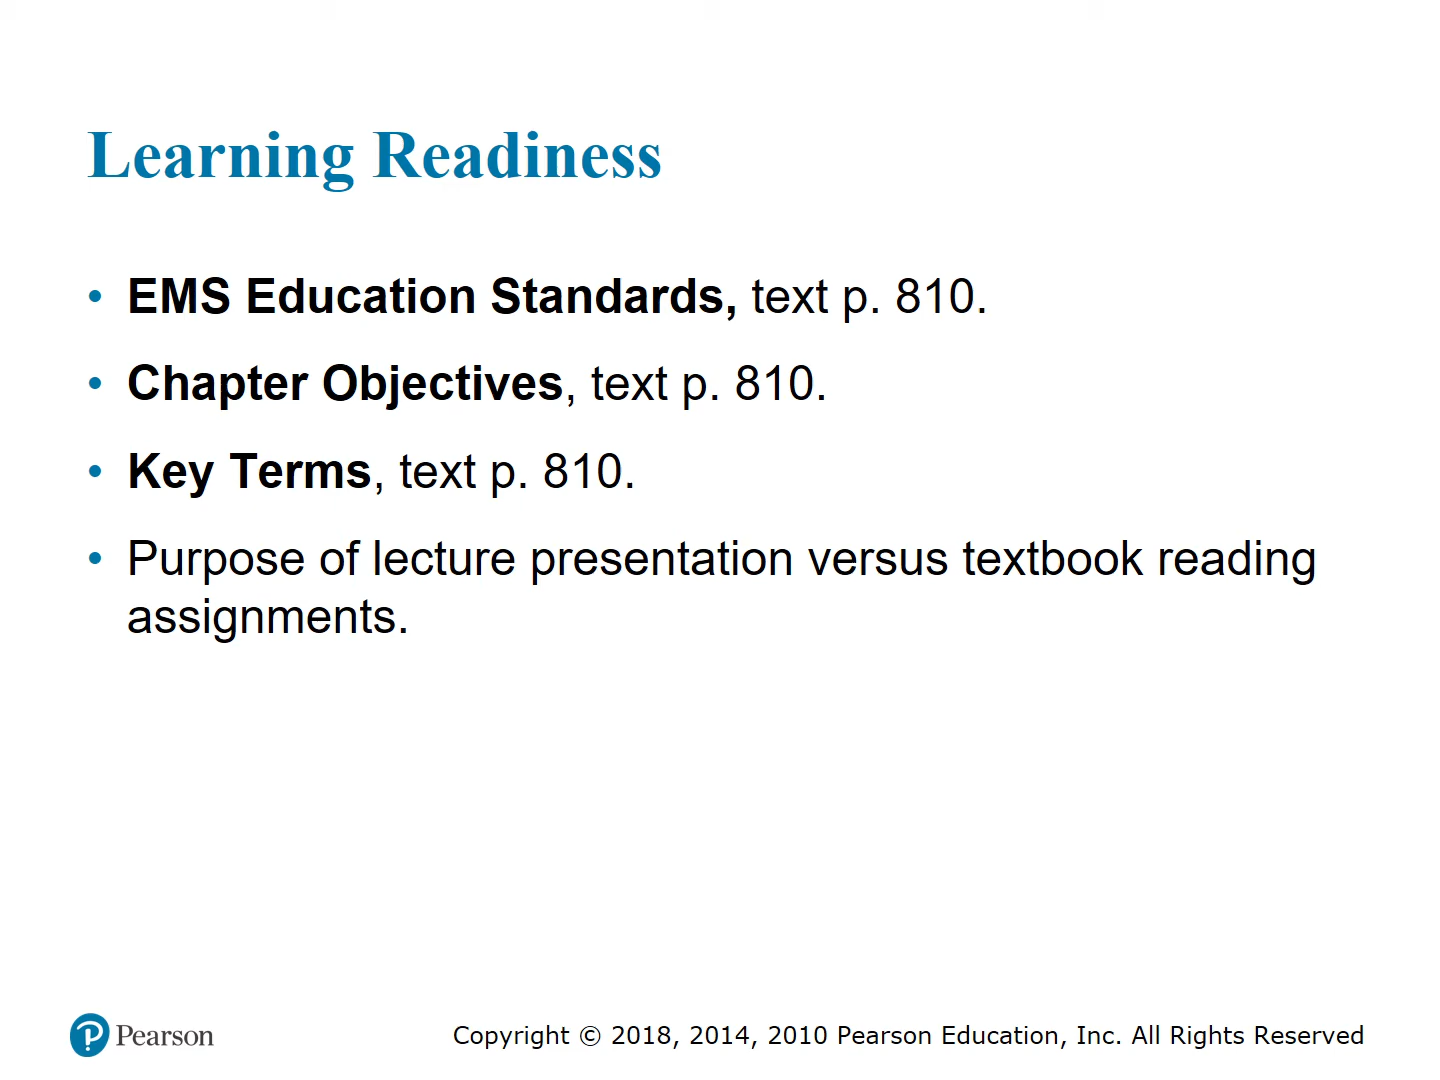 Learning Readiness
• EMS Education Standards, text p. 810.
• Chapter Objectives, text p. 810.
• Key Terms, text p. 810.
• Purpose of lecture presentation versus textbook reading
assignments.
Pearson
Copyright © 2018, 2014, 2010 Pearson Education, Inc. All Rights Reserved